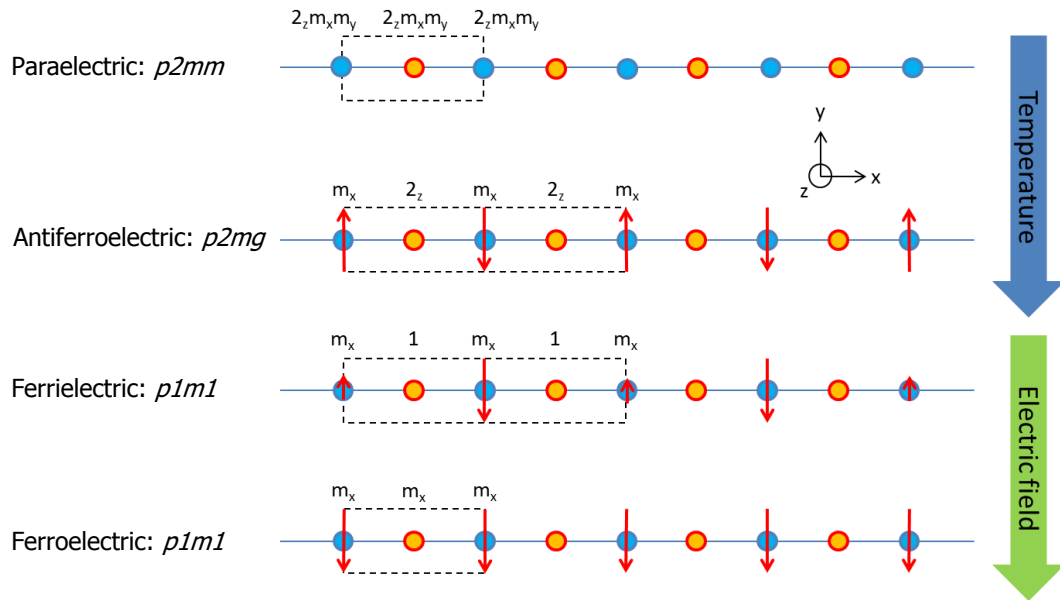 2zmxmy 2zmxmy 2zmxmy
Paraelectric: p2mm
y
x
z
mx 2z mx 2z mx
Antiferroelectric: p2mg
Temperature
mx 1 mx 1 mx
Ferrielectric: p1m1
mx mx mx
Ferroelectric: p1m1
Electric field